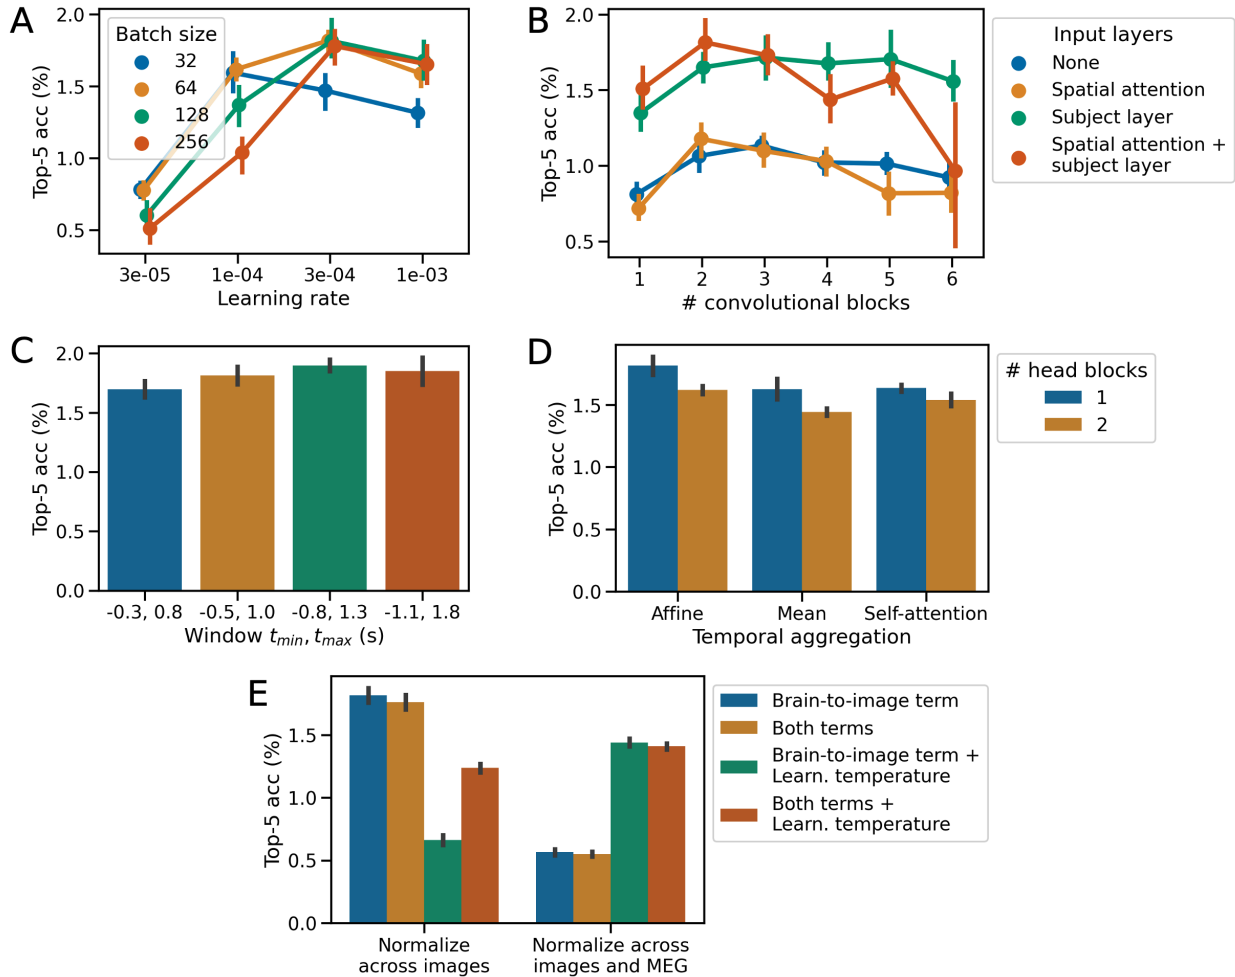 A
2.0
1.5
1.0
0.5
Top-5 acc (%)
Batch size
32
64
128
256
3e-05
1e-04
3e-04
1e-03
Learning rate
B
2.0
1.5
1.0
0.5
Top-5 acc (%)
1
2
3
4
5
6
# convolutional blocks
Input layers
None
Spatial attention
Subject layer
Spatial attention +
subject layer
C
2.0
1.5
1.0
0.5
0.0
Top-5 acc (%)
-0.3, 0.8
-0.5, 1.0
-0.8, 1.3
-1.1, 1.8
Window tmin, tmax (s)
D
1.5
1.0
0.5
0.0
Top-5 acc (%)
Affine
Mean
Self-attention
Temporal aggregation
# head blocks
1
2
E
1.5
1.0
0.5
0.0
Top-5 acc (%)
Normalize
across images
Normalize across
images and MEG
Brain-to-image term
Both terms
Brain-to-image term +
Learn. temperature
Both terms +
Learn. temperature